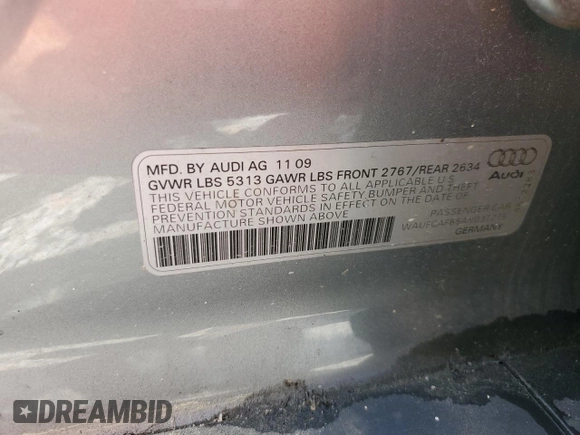 MFD. BY AUDI AG 11 09
GVWR LBS 5313 GAWR LBS FRONT 2767/REAR 2634
THIS VEHICLE CONFORMS TO ALL APPLICABLE U.S
FEDERAL MOTOR VEHICLE SAFETY BUMPER AND THEFT
PREVENTION STANDARDS IN EFFECT ON THE DATE OF
MANUFACTURE SHOWN ABOVE
Audi
PASSENGER CAR
GERMANY
DREAMBID